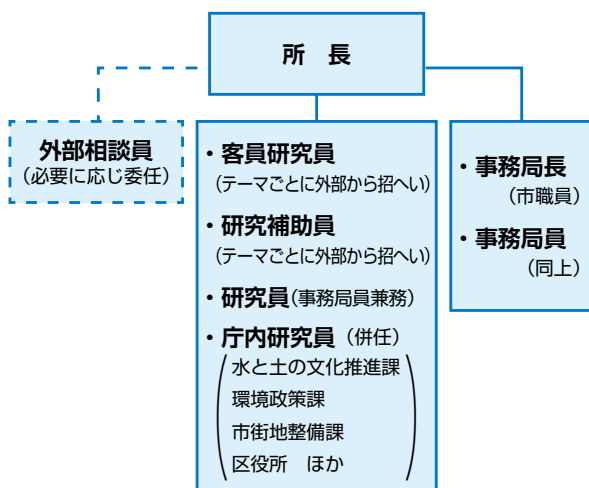 所　長
外部相談員
（必要に応じ委任）
・客員研究員
（テーマごとに外部から招へい）
・研究補助員
（テーマごとに外部から招へい）
・研究員（事務局員兼務）
・庁内研究員（併任）
水と土の文化推進課
環境政策課
市街地整備課
区役所　ほか
・事務局長
（市職員）
・事務局員
（同上）